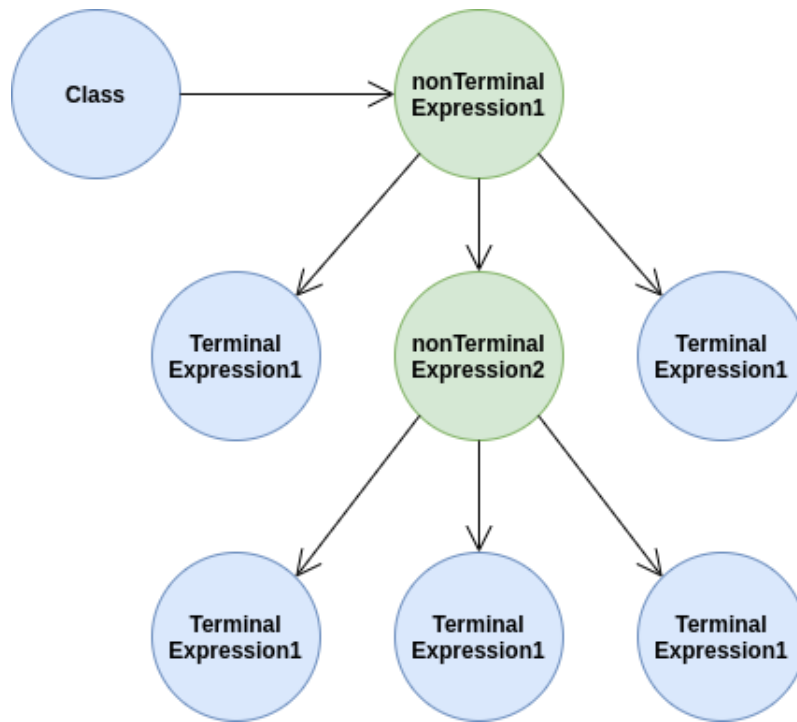 Class
nonTerminal
Expression1
Terminal
Expression1
nonTerminal
Expression2
Terminal
Expression1
Terminal
Expression1
Terminal
Expression1
Terminal
Expression1